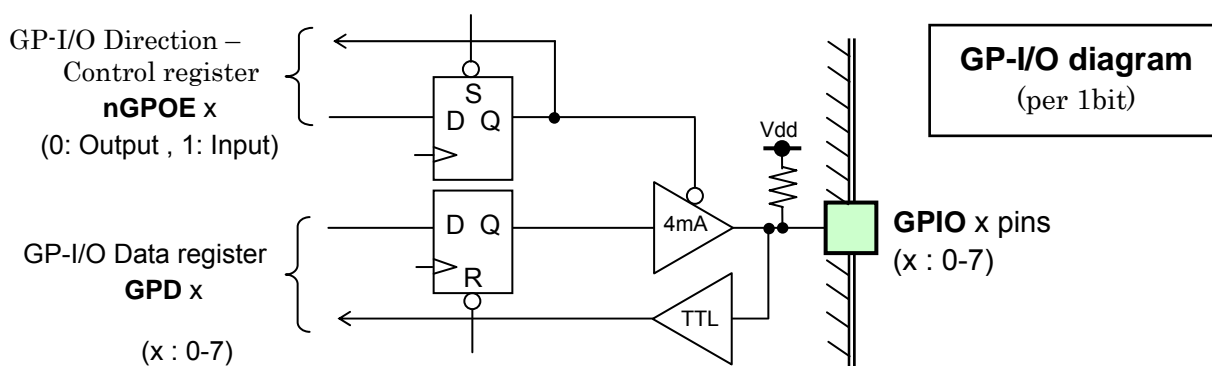 GP-I/O Direction –
Control register
nGPOE x
(0: Output , 1: Input)
S
D Q
D Q
R
GP-I/O Data register
GPD x
(x : 0-7)
4mA
TTL
Vdd
GPIO x pins
(x : 0-7)
GP-I/O diagram
(per 1bit)